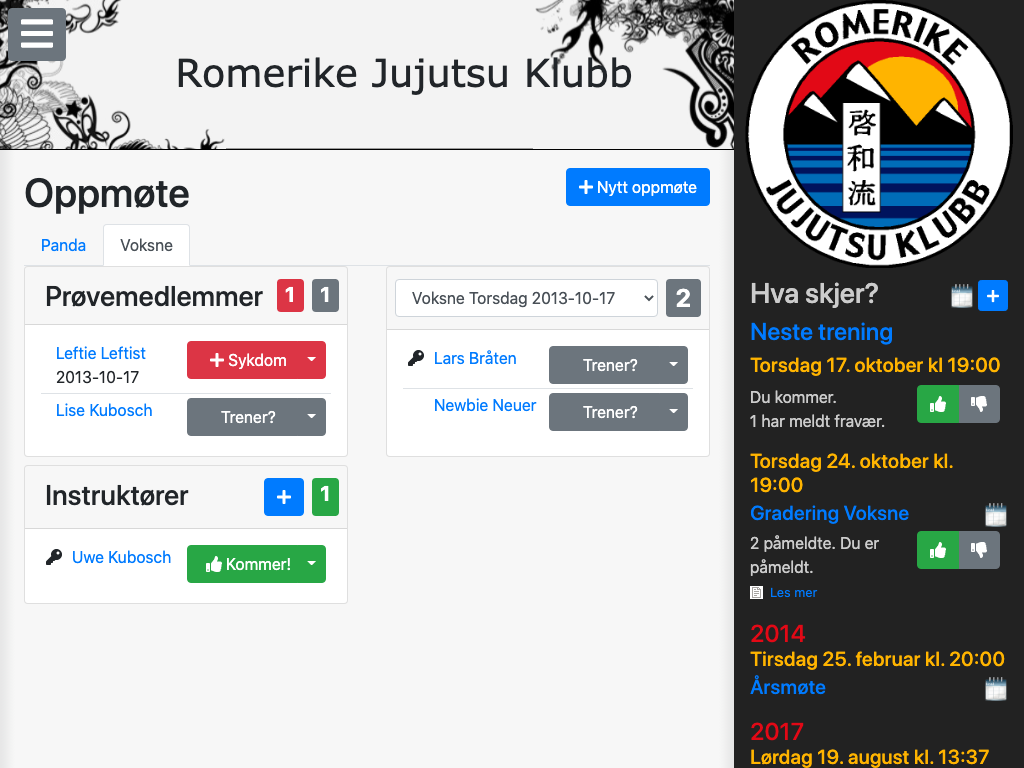 Romerike Jujutsu Klubb
Oppmøte
Nytt oppmøte
Panda
Voksne
Prøvemedlemmer 1 1
Leftie Leftist
2013-10-17
Sykdom
Lise Kubosch
Trener?
Instruktører
1
Uwe Kubosch
Kommer!
Voksne Torsdag 2013-10-17
2
Lars Bråten
Trener?
Newbie Neuer
Trener?
ROMERIKE
啓和流
JUJUTSU KLUBB
Hva skjer?
Neste trening
Torsdag 17. oktober kl 19:00
Du kommer.
1 har meldt fravær.
Torsdag 24. oktober kl.
19:00
Gradering Voksne
2 påmeldte. Du er
påmeldt.
Les mer
2014
Tirsdag 25. februar kl. 20:00
Årsmøte
2017
Lørdag 19. august kl. 13:37